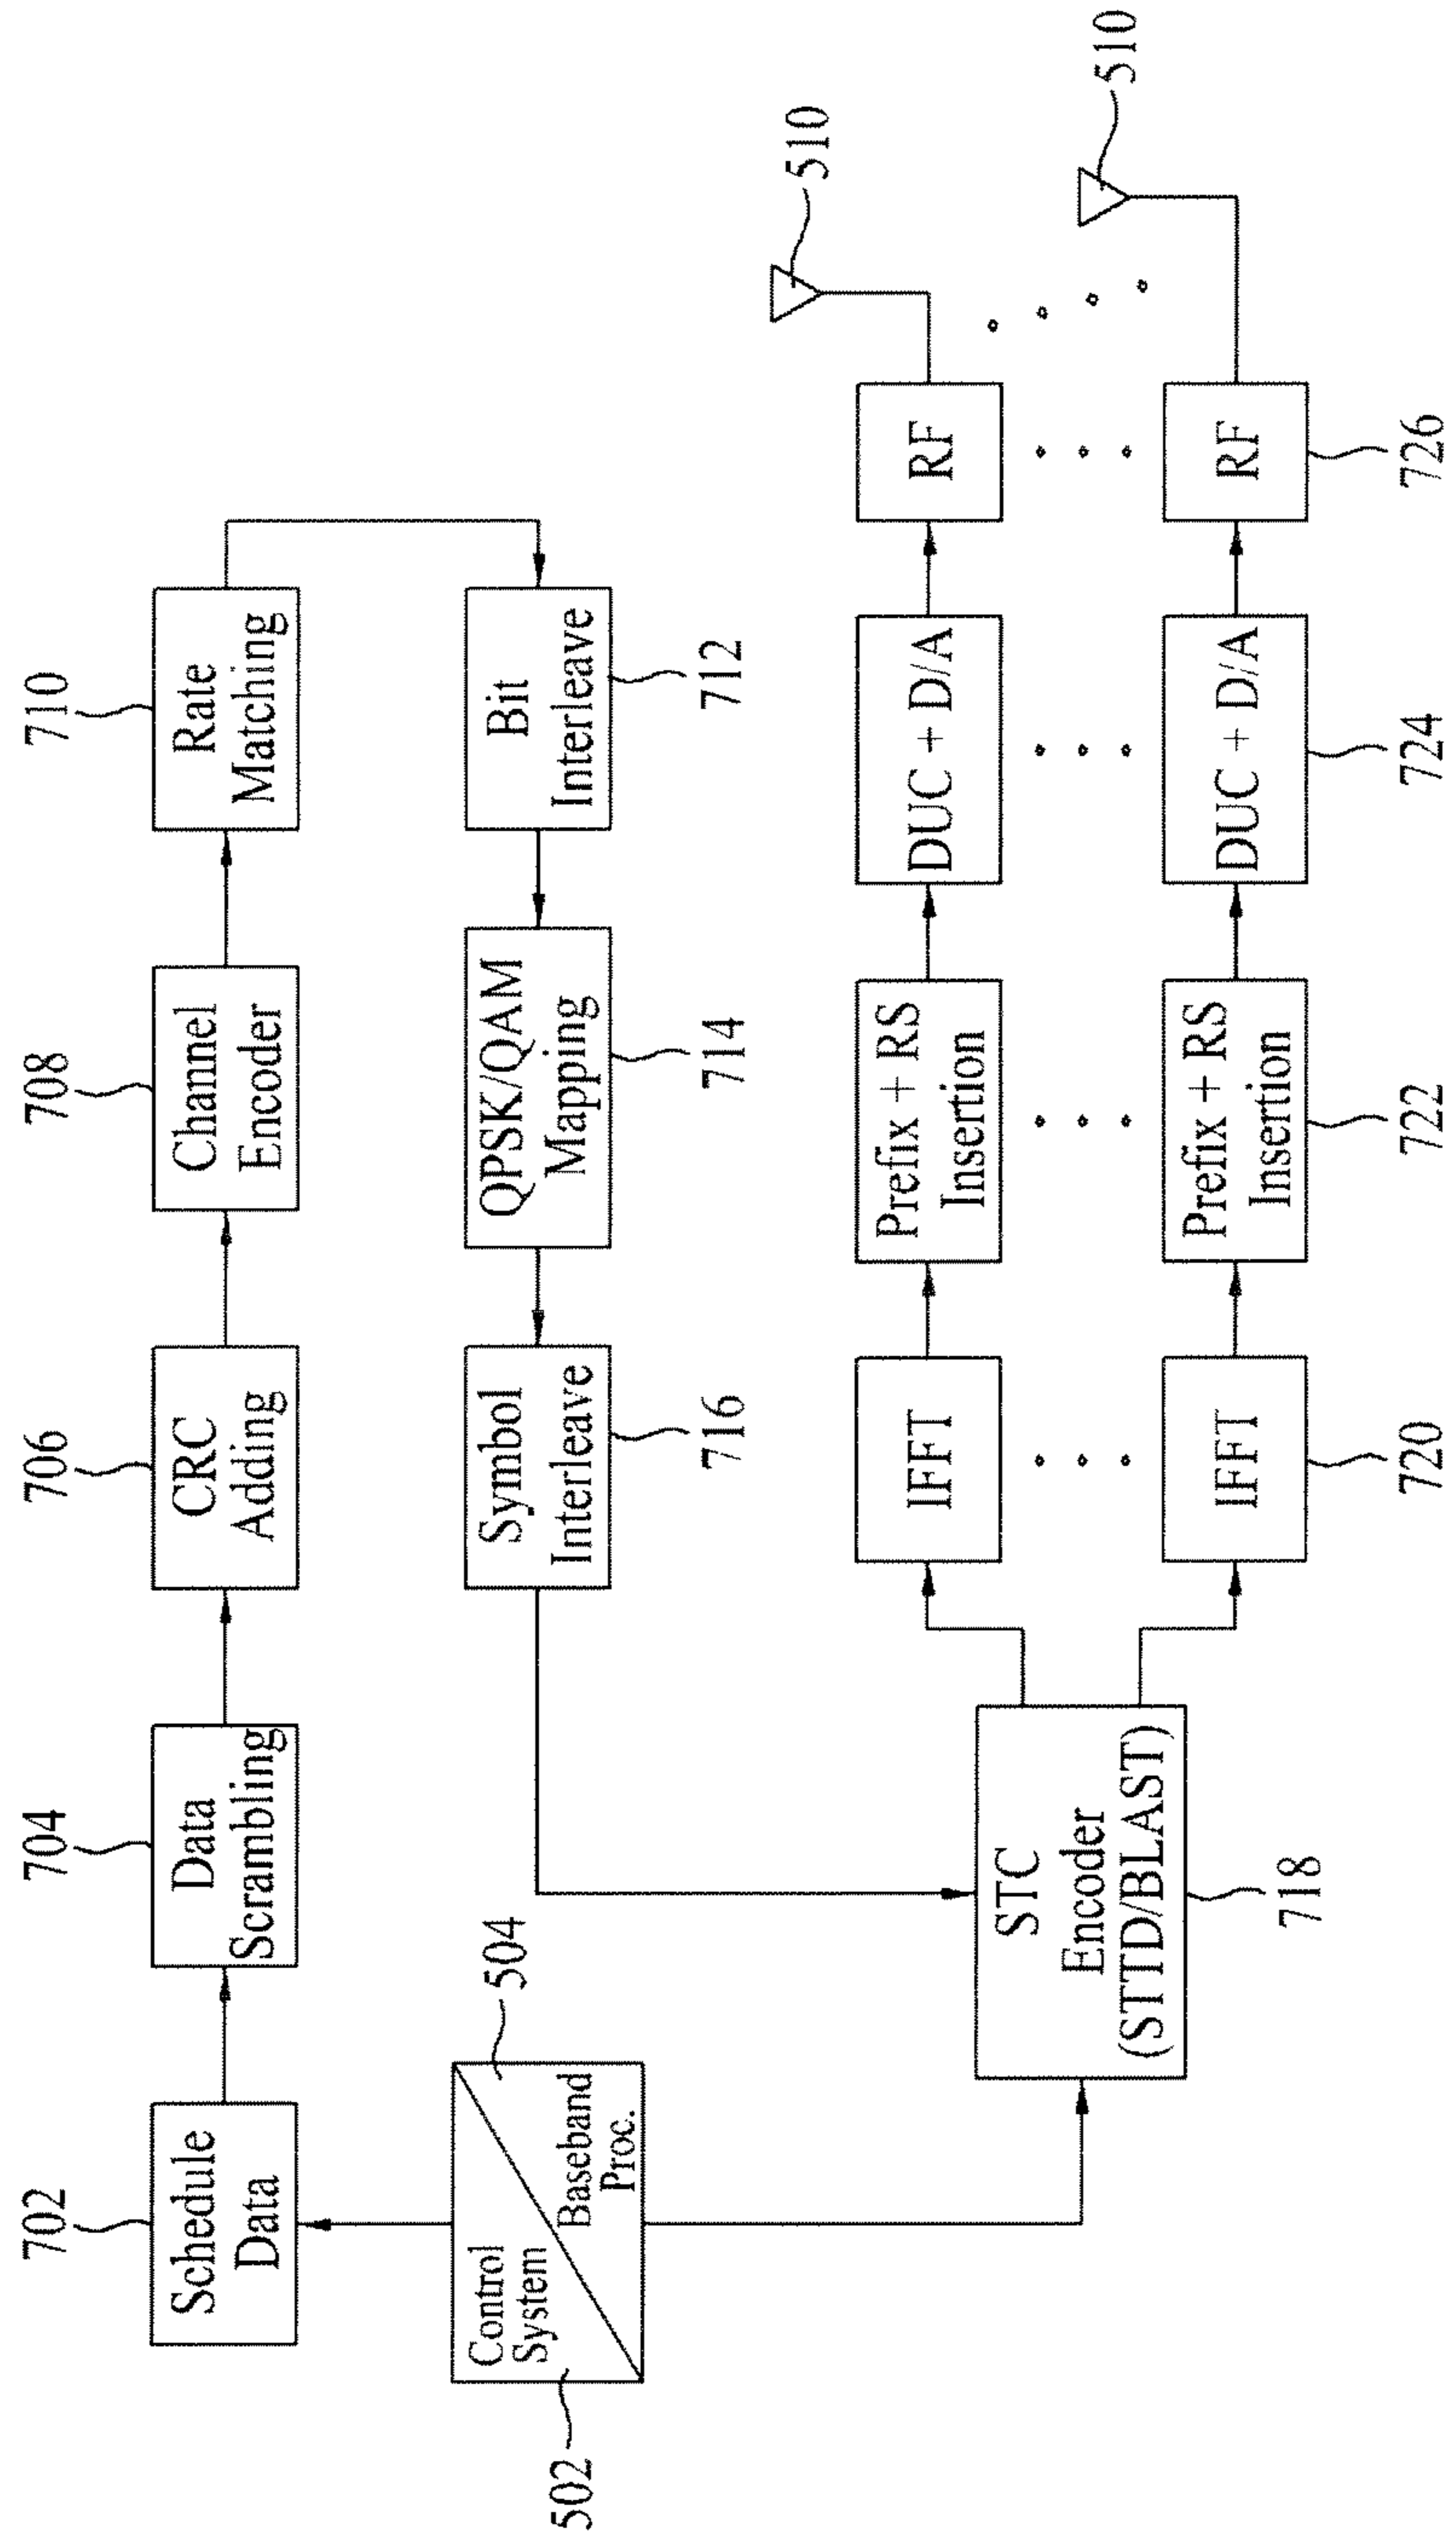 702
704
706
708
710
Schedule
Data
Data
Scrambling
CRC
Adding
Channel
Encoder
Rate
Matching
502
Control
System
504
Baseband
Proc.
Symbol
Interleave
716
QPSK/QAM
Mapping
714
Bit
Interleave
712
STC
Encoder
(STTD/BLAST)
718
IFFT
Prefix + RS
Insertion
DUC + D/A
RF
510
IFFT
Prefix + RS
Insertion
DUC + D/A
RF
510
720
722
724
726